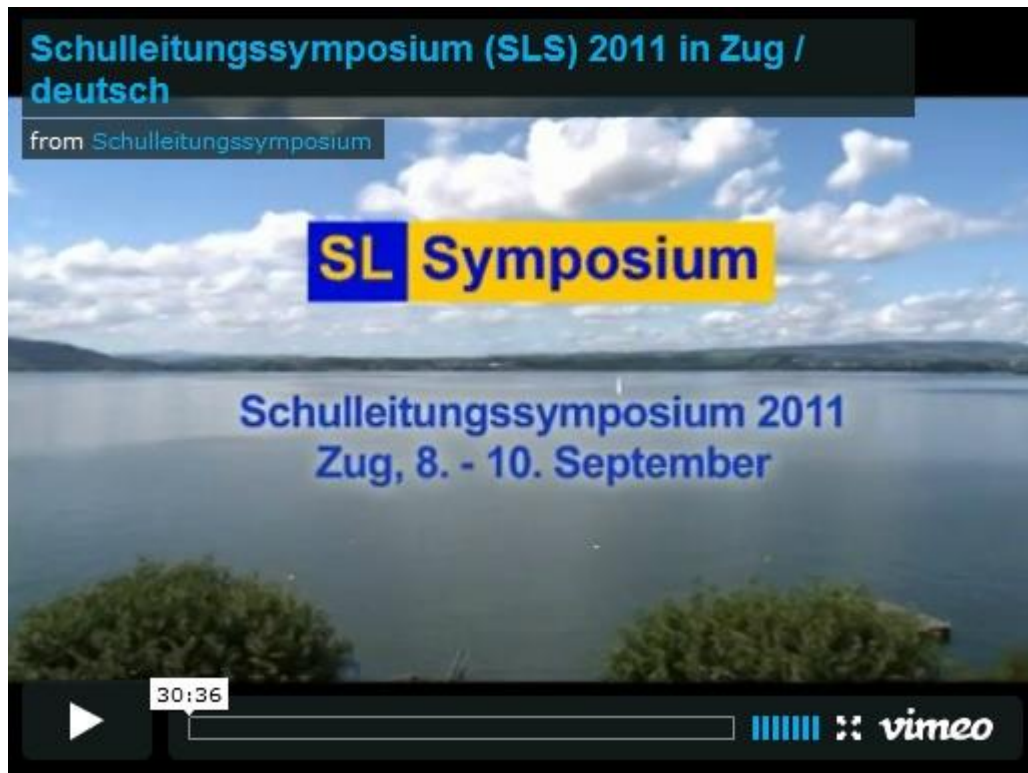 Schulleitungssymposium (SLS) 2011 in Zug /
deutsch
from Schulleitungssymposium
SL Symposium
Schulleitungssymposium 2011
Zug, 8. - 10. September
30:36
vimeo